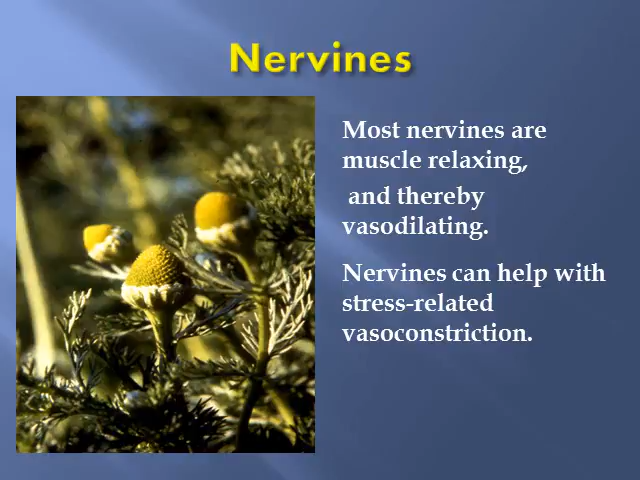 Nervines
Most nervines are
muscle relaxing,
and thereby
vasodilating.
Nervines can help with
stress-related
vasoconstriction.